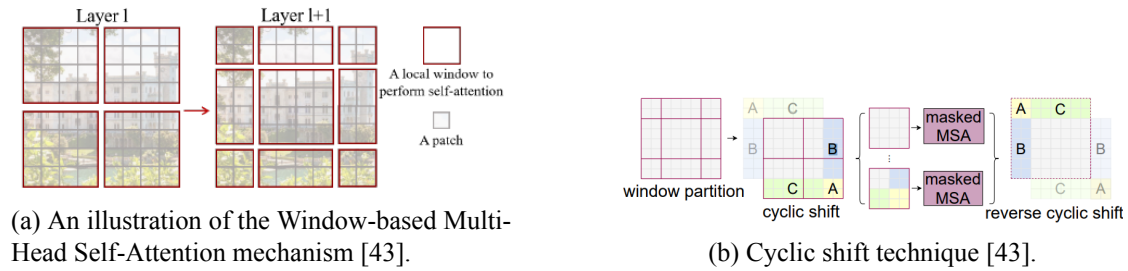 Layer l
Layer l+1
A local window to
perform self-attention
A patch
(a) An illustration of the Window-based Multi-
Head Self-Attention mechanism [43].
window partition
A
C
B
B
C
A
cyclic shift
masked
MSA
masked
MSA
A
C
B
B
C
A
reverse cyclic shift
(b) Cyclic shift technique [43].